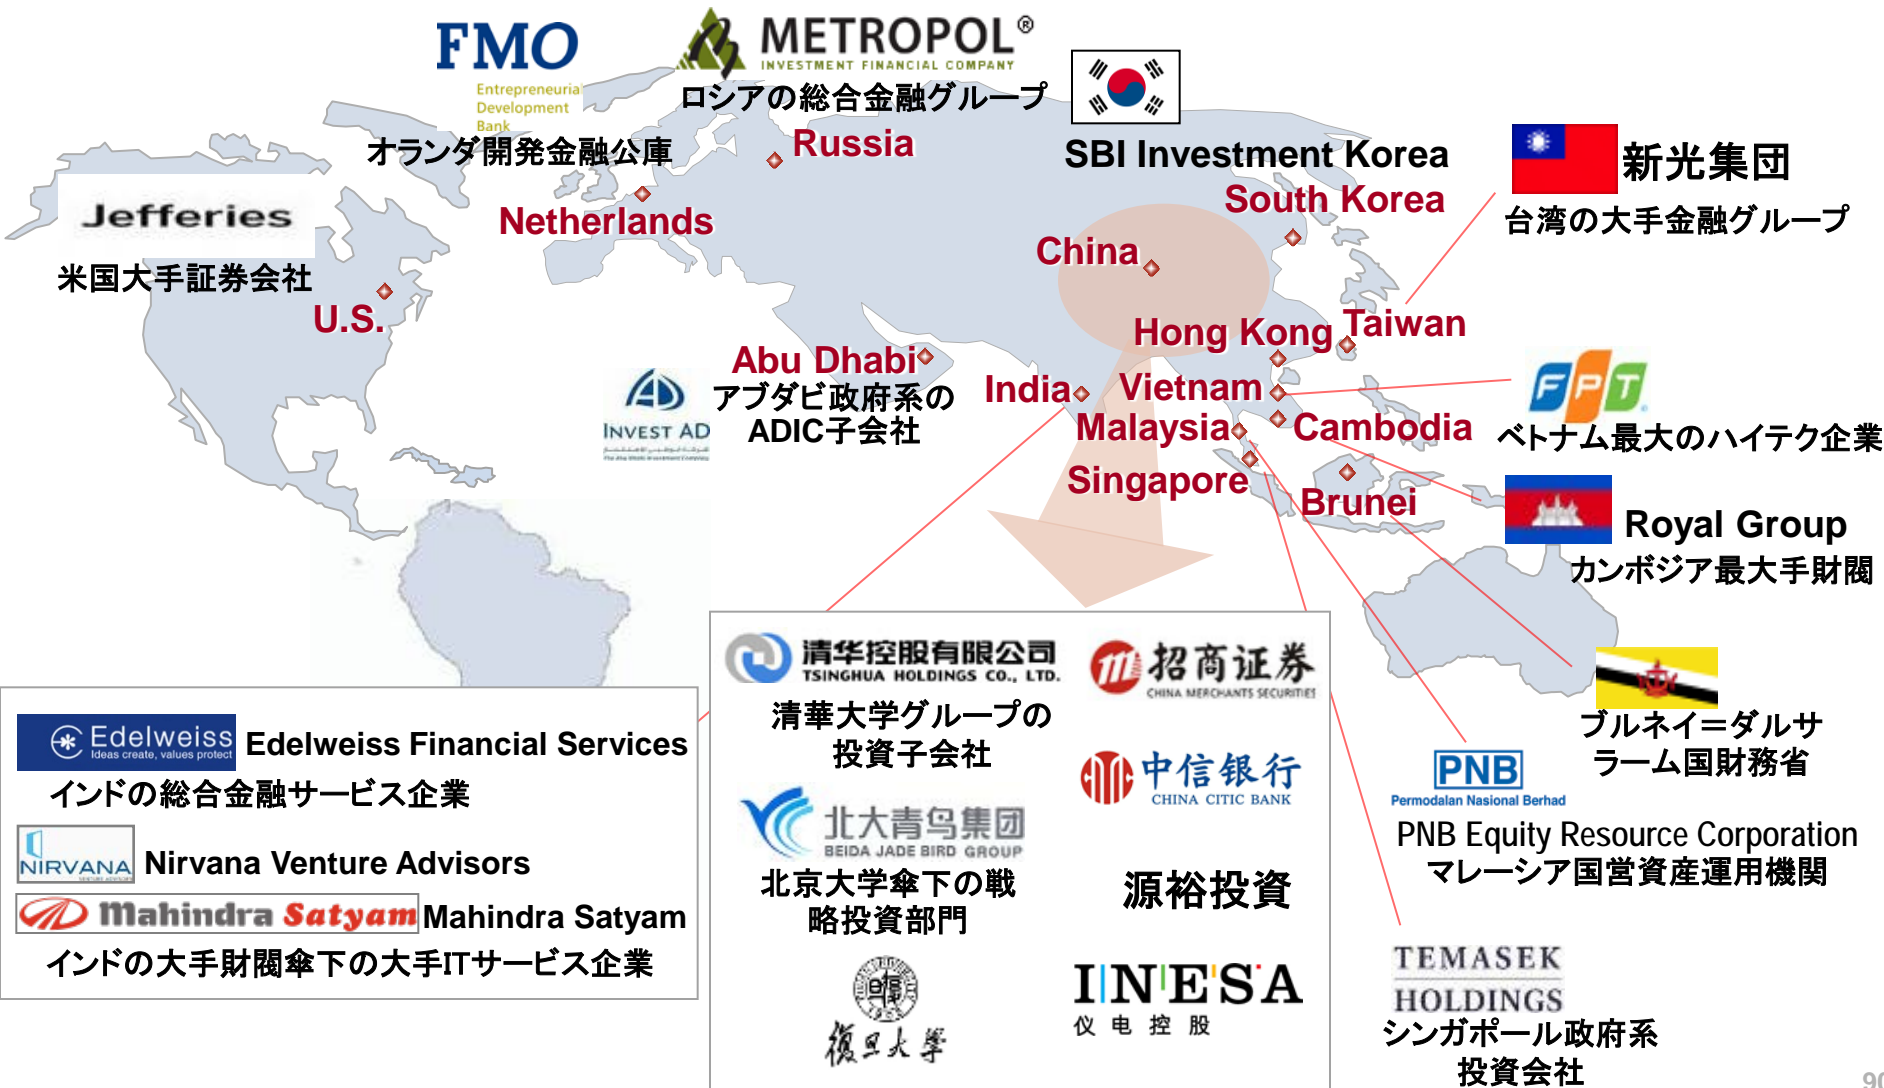 FMO
Entrepreneurial
Development
Bank
オランダ開発金融公庫
METROPOL®
INVESTMENT FINANCIAL COMPANY
ロシアの総合金融グループ
Russia
SBI Investment Korea
South Korea
新光集団
台湾の大手金融グループ
Jefferies
米国大手証券会社
U.S.
Netherlands
China
Hong Kong
Taiwan
Abu Dhabi
アブダビ政府系の
ADIC子会社
INVEST AD
India
Vietnam
Malaysia
Cambodia
Singapore
Brunei
FPT
ベトナム最大のハイテク企業
Royal Group
カンボジア最大手財閥
ブルネイ=ダルサ
ラーム国財務省
PNB
Permodalan Nasional Berhad
PNB Equity Resource Corporation
マレーシア国営資産運用機関
TEMASEK
HOLDINGS
シンガポール政府系
投資会社
Edelweiss
Ideas create, values protect
Edelweiss Financial Services
インドの総合金融サービス企業
NIRVANA
VENTURE ADVISORS
Nirvana Venture Advisors
Mahindra Satyam
Mahindra Satyam
インドの大手財閥傘下の大手ITサービス企業
清华控股有限公司
TSINGHUA HOLDINGS CO., LTD.
清華大学グループの
投資子会社
北大青鸟集团
BEIDA JADE BIRD GROUP
北京大学傘下の戦
略投資部門
復旦大學
招商证券
CHINA MERCHANTS SECURITIES
中信银行
CHINA CITIC BANK
源裕投資
INESA
仪电控股
90